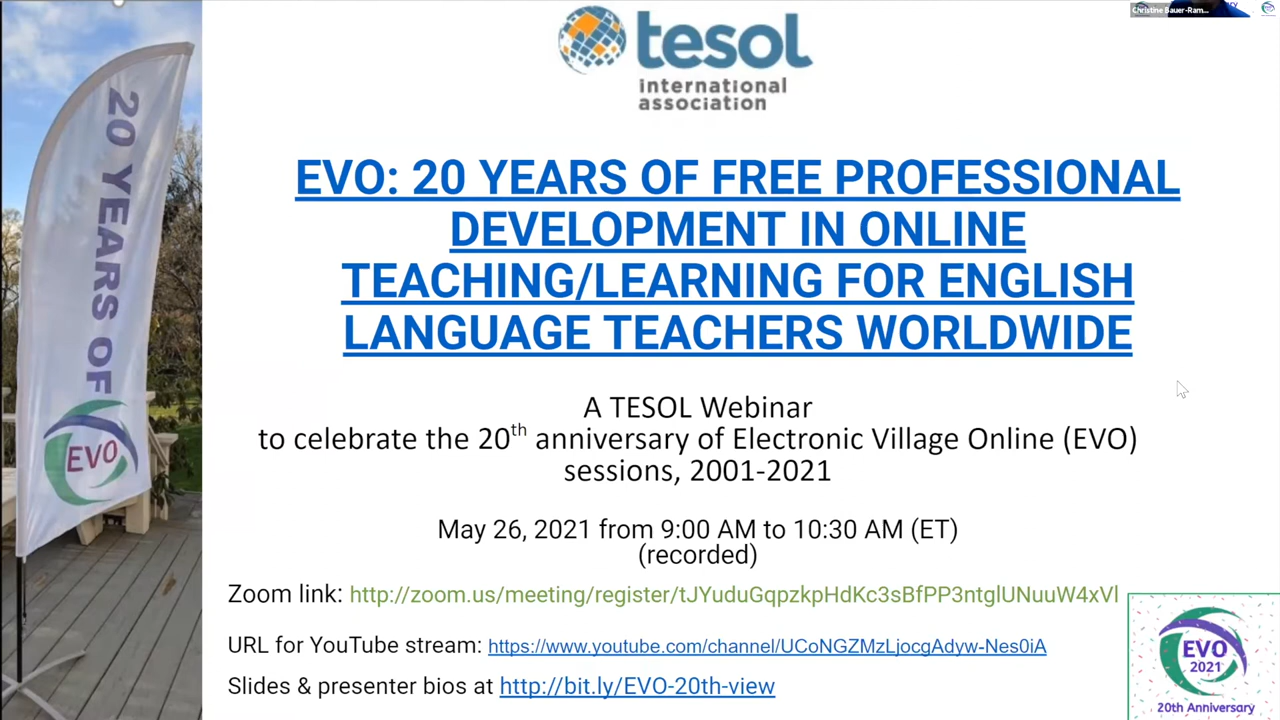 Christine Bauer-Ram...
tesol
international
association
20 YEARS OF
EVO
EVO: 20 YEARS OF FREE PROFESSIONAL
DEVELOPMENT IN ONLINE
TEACHING/LEARNING FOR ENGLISH
LANGUAGE TEACHERS WORLDWIDE
A TESOL Webinar
to celebrate the 20th anniversary of Electronic Village Online (EVO)
sessions, 2001-2021
May 26, 2021 from 9:00 AM to 10:30 AM (ET)
(recorded)
Zoom link: http://zoom.us/meeting/register/tJYuduGqpzkpHdKc3sBfPP3ntglUNuuW4xVl
URL for YouTube stream: https://www.youtube.com/channel/UCoNGZMzLjocgAdyw-Nes0iA
Slides & presenter bios at http://bit.ly/EVO-20th-view
EVO
2021
20th Anniversary